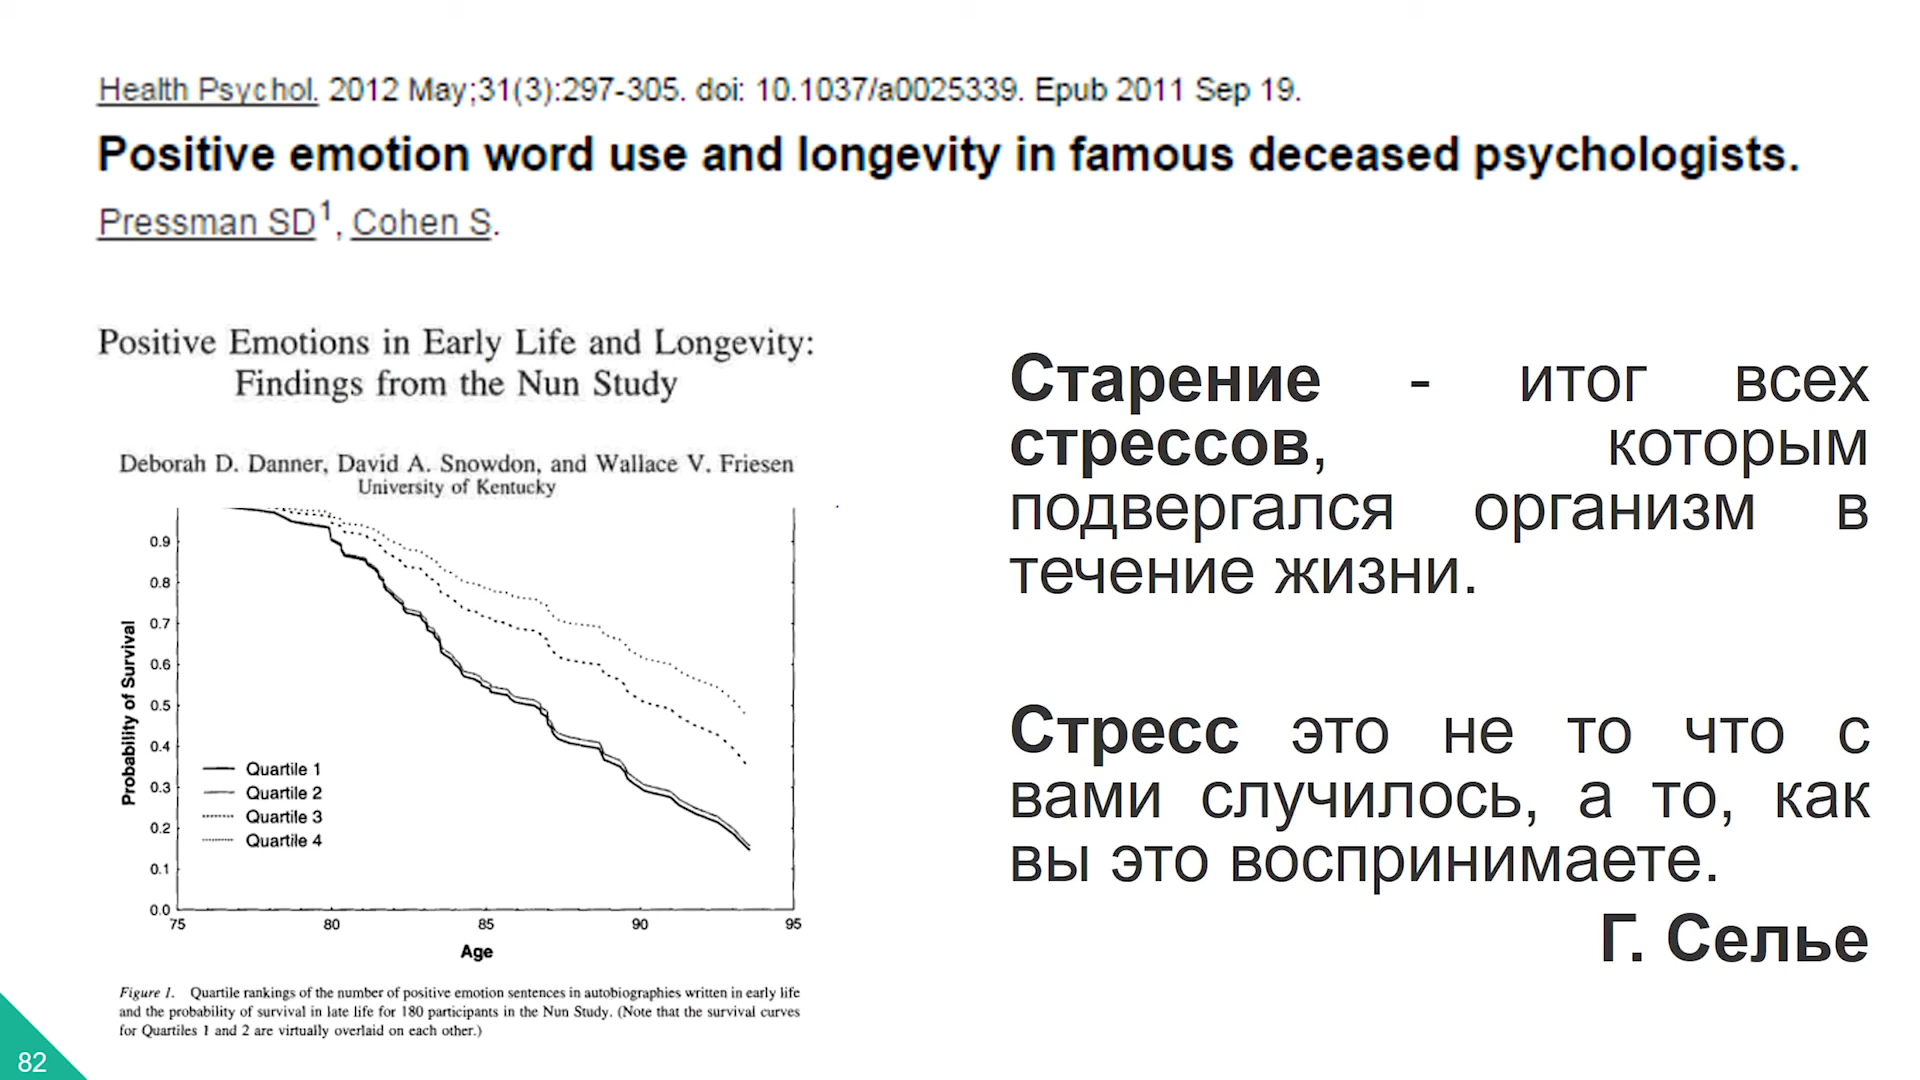 Health Psychol. 2012 May;31(3):297-305. doi: 10.1037/a0025339. Epub 2011 Sep 19.
Positive emotion word use and longevity in famous deceased psychologists.
Pressman SD1, Cohen S.
Positive Emotions in Early Life and Longevity:
Findings from the Nun Study
Deborah D. Danner, David A. Snowdon, and Wallace V. Friesen
University of Kentucky
0.9
0.8
0.7
0.6
0.5
0.4
0.3
0.2
0.1
0.0
Probability of Survival
Quartile 1
Quartile 2
Quartile 3
Quartile 4
75 80 85 90 95
Age
Figure 1. Quartile rankings of the number of positive emotion sentences in autobiographies written in early life
and the probability of survival in late life for 180 participants in the Nun Study. (Note that the survival curves
for Quartiles 1 and 2 are virtually overlaid on each other.)
Старение - итог всех
стрессов, которым
подвергался организм в
течение жизни.
Стресс это не то что с
вами случилось, а то, как
вы это воспринимаете.
Г. Селье
82